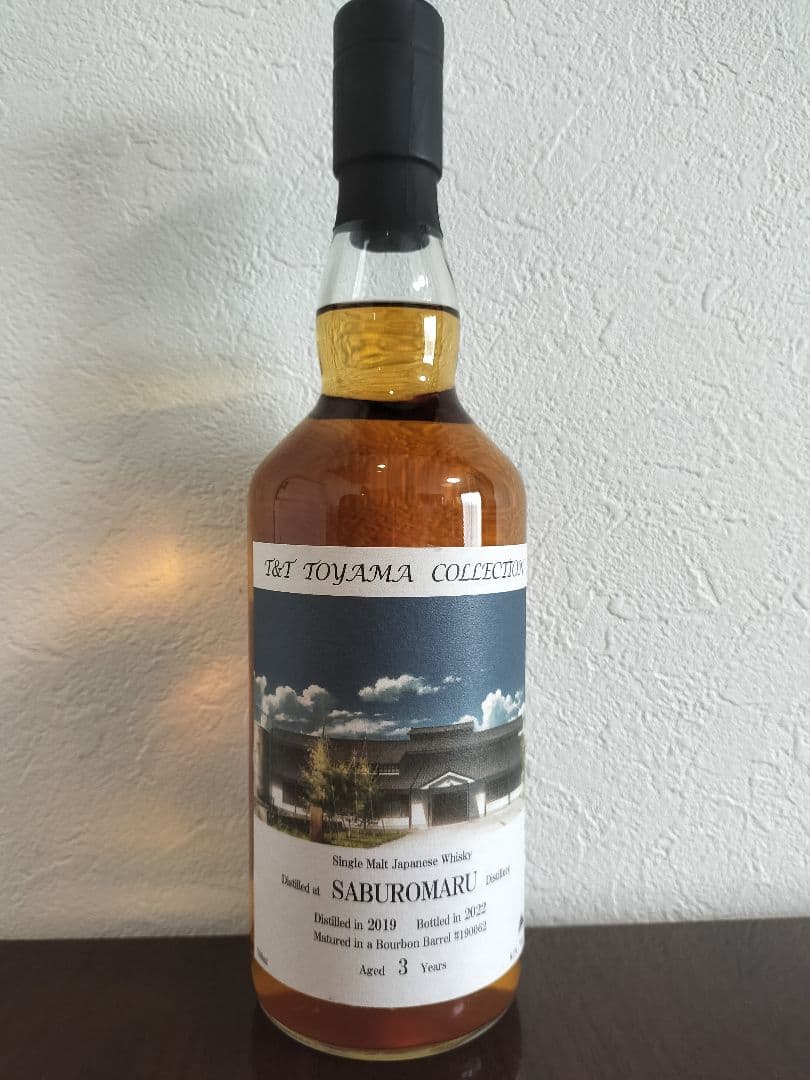 T&T TOYAMA COLLECTION
Single Malt Japanese Whisky
Distilled at SABUROMARU Distillery
Distilled in 2019 Bottled in 2022
Matured in a Bourbon Barrel #190062
Aged 3 Years